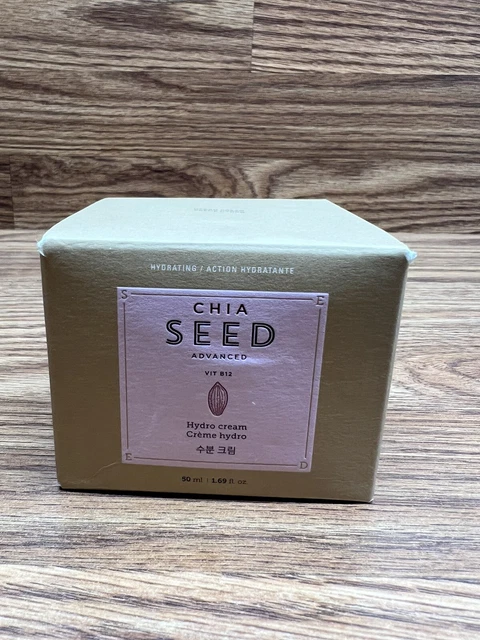 HYDRATING / ACTION HYDRATANTE
S E
CHIA
SEED
ADVANCED
VIT B12
Hydro cream
Crème hydro
수분 크림
E D
50 ml | 1.69 fl. oz